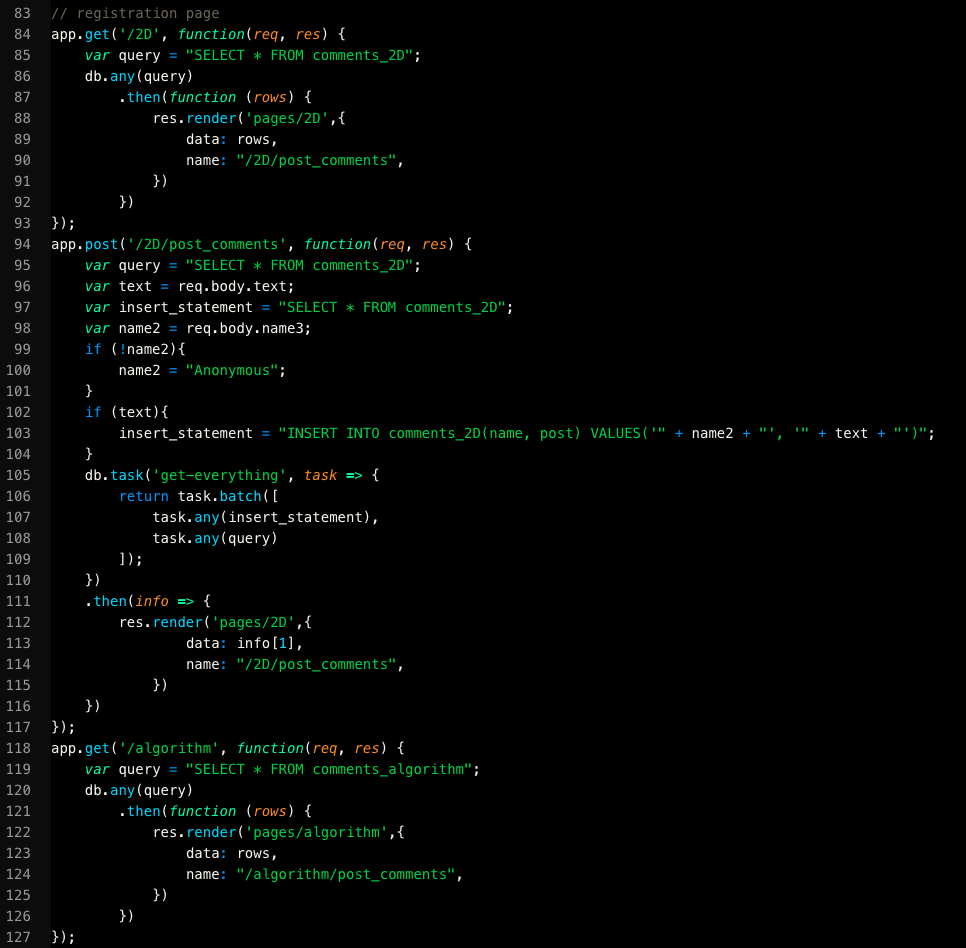 83 // registration page
84 app.get('/2D', function(req, res) {
85     var query = "SELECT * FROM comments_2D";
86     db.any(query)
87         .then(function (rows) {
88             res.render('pages/2D',{
89                 data: rows,
90                 name: "/2D/post_comments",
91             })
92         })
93 });
94 app.post('/2D/post_comments', function(req, res) {
95     var query = "SELECT * FROM comments_2D";
96     var text = req.body.text;
97     var insert_statement = "SELECT * FROM comments_2D";
98     var name2 = req.body.name3;
99     if (!name2){
100         name2 = "Anonymous";
101     }
102     if (text){
103         insert_statement = "INSERT INTO comments_2D(name, post) VALUES('" + name2 + "', '" + text + "')";
104     }
105     db.task('get-everything', task => {
106         return task.batch([
107             task.any(insert_statement),
108             task.any(query)
109         ]);
110     })
111     .then(info => {
112         res.render('pages/2D',{
113                 data: info[1],
114                 name: "/2D/post_comments",
115             })
116     })
117 });
118 app.get('/algorithm', function(req, res) {
119     var query = "SELECT * FROM comments_algorithm";
120     db.any(query)
121         .then(function (rows) {
122             res.render('pages/algorithm',{
123                 data: rows,
124                 name: "/algorithm/post_comments",
125             })
126         })
127 });